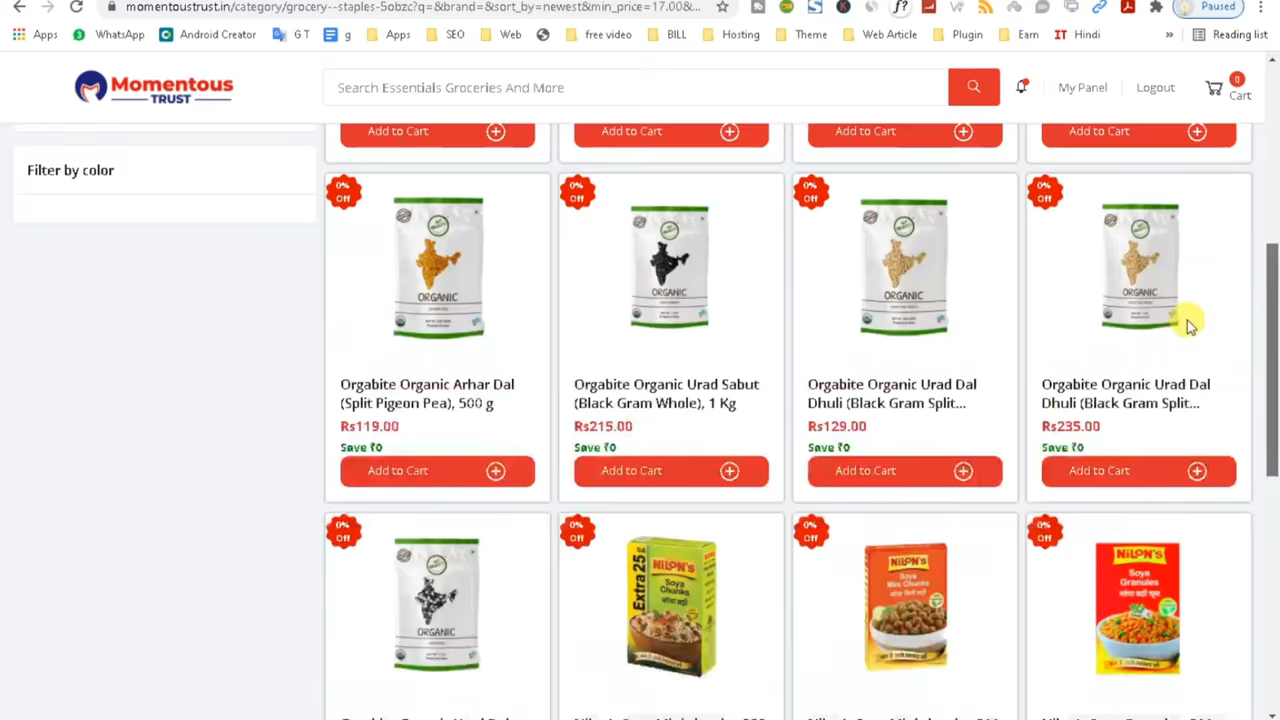 momentoustrust.in/category/grocery--staples-5obzc?q=&brand=&sort_by=newest&min_price=17.00&...
Paused
Apps WhatsApp Android Creator G T g Apps SEO Web free video BILL Hosting Theme Web Article Plugin Earn IT Hindi » Reading list
Momentous
TRUST
Search Essentials Groceries And More
My Panel Logout 0 Cart
Add to Cart Add to Cart Add to Cart Add to Cart
Filter by color
0% Off 0% Off 0% Off 0% Off
ORGANIC ORGANIC ORGANIC ORGANIC
Orgabite Organic Arhar Dal
(Split Pigeon Pea), 500 g
Rs119.00
Save ₹0
Add to Cart
Orgabite Organic Urad Sabut
(Black Gram Whole), 1 Kg
Rs215.00
Save ₹0
Add to Cart
Orgabite Organic Urad Dal
Dhuli (Black Gram Split...
Rs129.00
Save ₹0
Add to Cart
Orgabite Organic Urad Dal
Dhuli (Black Gram Split...
Rs235.00
Save ₹0
Add to Cart
0% Off 0% Off 0% Off 0% Off
ORGANIC
Extra 25
NILON'S
Soya
Chunks
NILON'S
Soya
Mini Chunks
NILON'S
Soya
Granules